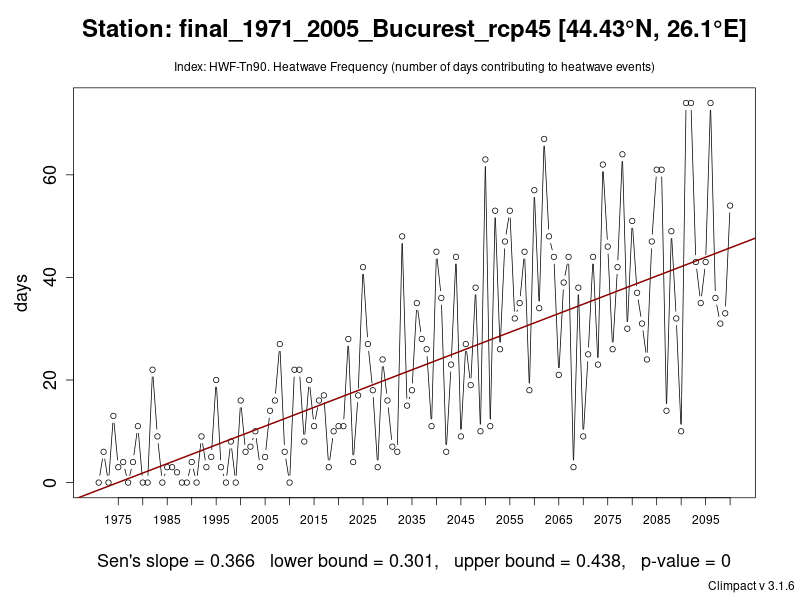 Station: final_1971_2005_Bucurest_rcp45 [44.43°N, 26.1°E]
Index: HWF-Tn90. Heatwave Frequency (number of days contributing to heatwave events)
days
60
40
20
0
1975 1985 1995 2005 2015 2025 2035 2045 2055 2065 2075 2085 2095
Sen's slope = 0.366 lower bound = 0.301, upper bound = 0.438, p-value = 0
Climpact v 3.1.6